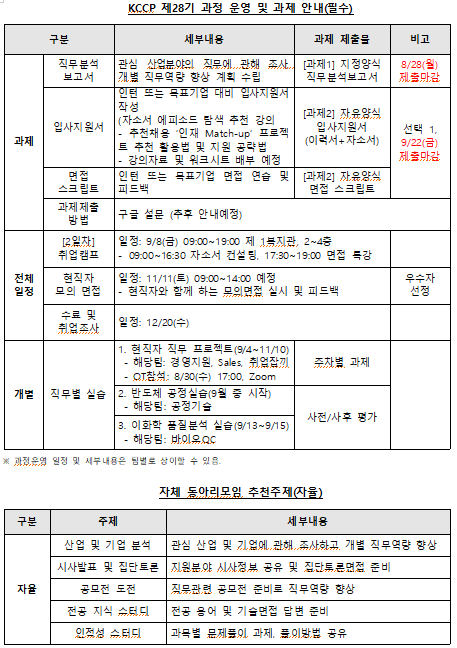 KCCP 제28기 과정 운영 및 과제 안내(필수)
구분 세부내용 과제 제출물 비고
과제
직무분석 보고서
관심 산업분야의 직무에 관해 조사,
개별 직무역량 향상 계획 수립
[과제1] 지정양식
직무분석보고서
8/28(월)
제출마감
입사지원서
인턴 또는 목표기업 대비 입사지원서
작성
(자소서 에피소드 탐색 추천 강의
- 추천채용 '인재 Match-up' 프로젝
트 추천 활용법 및 지원 공략법
- 강의자료 및 워크시트 배부 예정
[과제2] 자유양식
입사지원서
(이력서+자소서)
선택 1,
9/22(금)
제출마감
면접
스크립트
인턴 또는 목표기업 면접 연습 및
피드백
[과제2] 자유양식
면접 스크립트
과제제출
방법
구글 설문 (추후 안내예정)
전체
일정
[2일차]
취업캠프
일정: 9/8(금) 09:00~19:00 제 1복지관, 2~4층
- 09:00~16:30 자소서 컨설팅, 17:30~19:00 면접 특강
현직자
모의 면접
일정: 11/11(토) 09:00~14:00 예정
- 현직자와 함께 하는 모의면접 실시 및 피드백
우수자
선정
수료 및
취업조사
일정: 12/20(수)
개별
직무별 실습
1. 현직자 직무 프로젝트(9/4~11/10)
- 해당팀: 경영지원, Sales, 취업잡끼
- OT참석: 8/30(수) 17:00, Zoom
주차별 과제
2. 반도체 공정실습(9월 중 시작)
- 해당팀: 공정기술
3. 이화학 품질분석 실습(9/13~9/15)
- 해당팀: 바이오QC
사전/사후 평가
※ 과정운영 일정 및 세부내용은 팀별로 상이할 수 있음.
자체 동아리모임 추천주제(자율)
구분 주제 세부내용
자율
산업 및 기업 분석 관심 산업 및 기업에 관해 조사하고 개별 직무역량 향상
시사발표 및 집단토론 지원분야 시사정보 공유 및 집단토론면접 준비
공모전 도전 직무관련 공모전 준비로 직무역량 향상
전공 지식 스터디 전공 용어 및 기술면접 답변 준비
인적성 스터디 과목별 문제풀이 과제, 풀이방법 공유